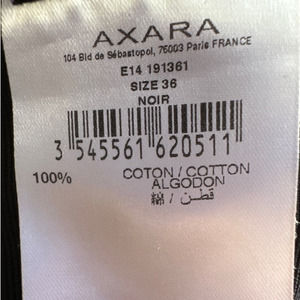 AXARA
104 Bld de Sébastopol, 75003 Paris FRANCE
E14 191361
SIZE 36
NOIR
3 545561 620511
100% COTON / COTTON
ALGODON
/ قطن